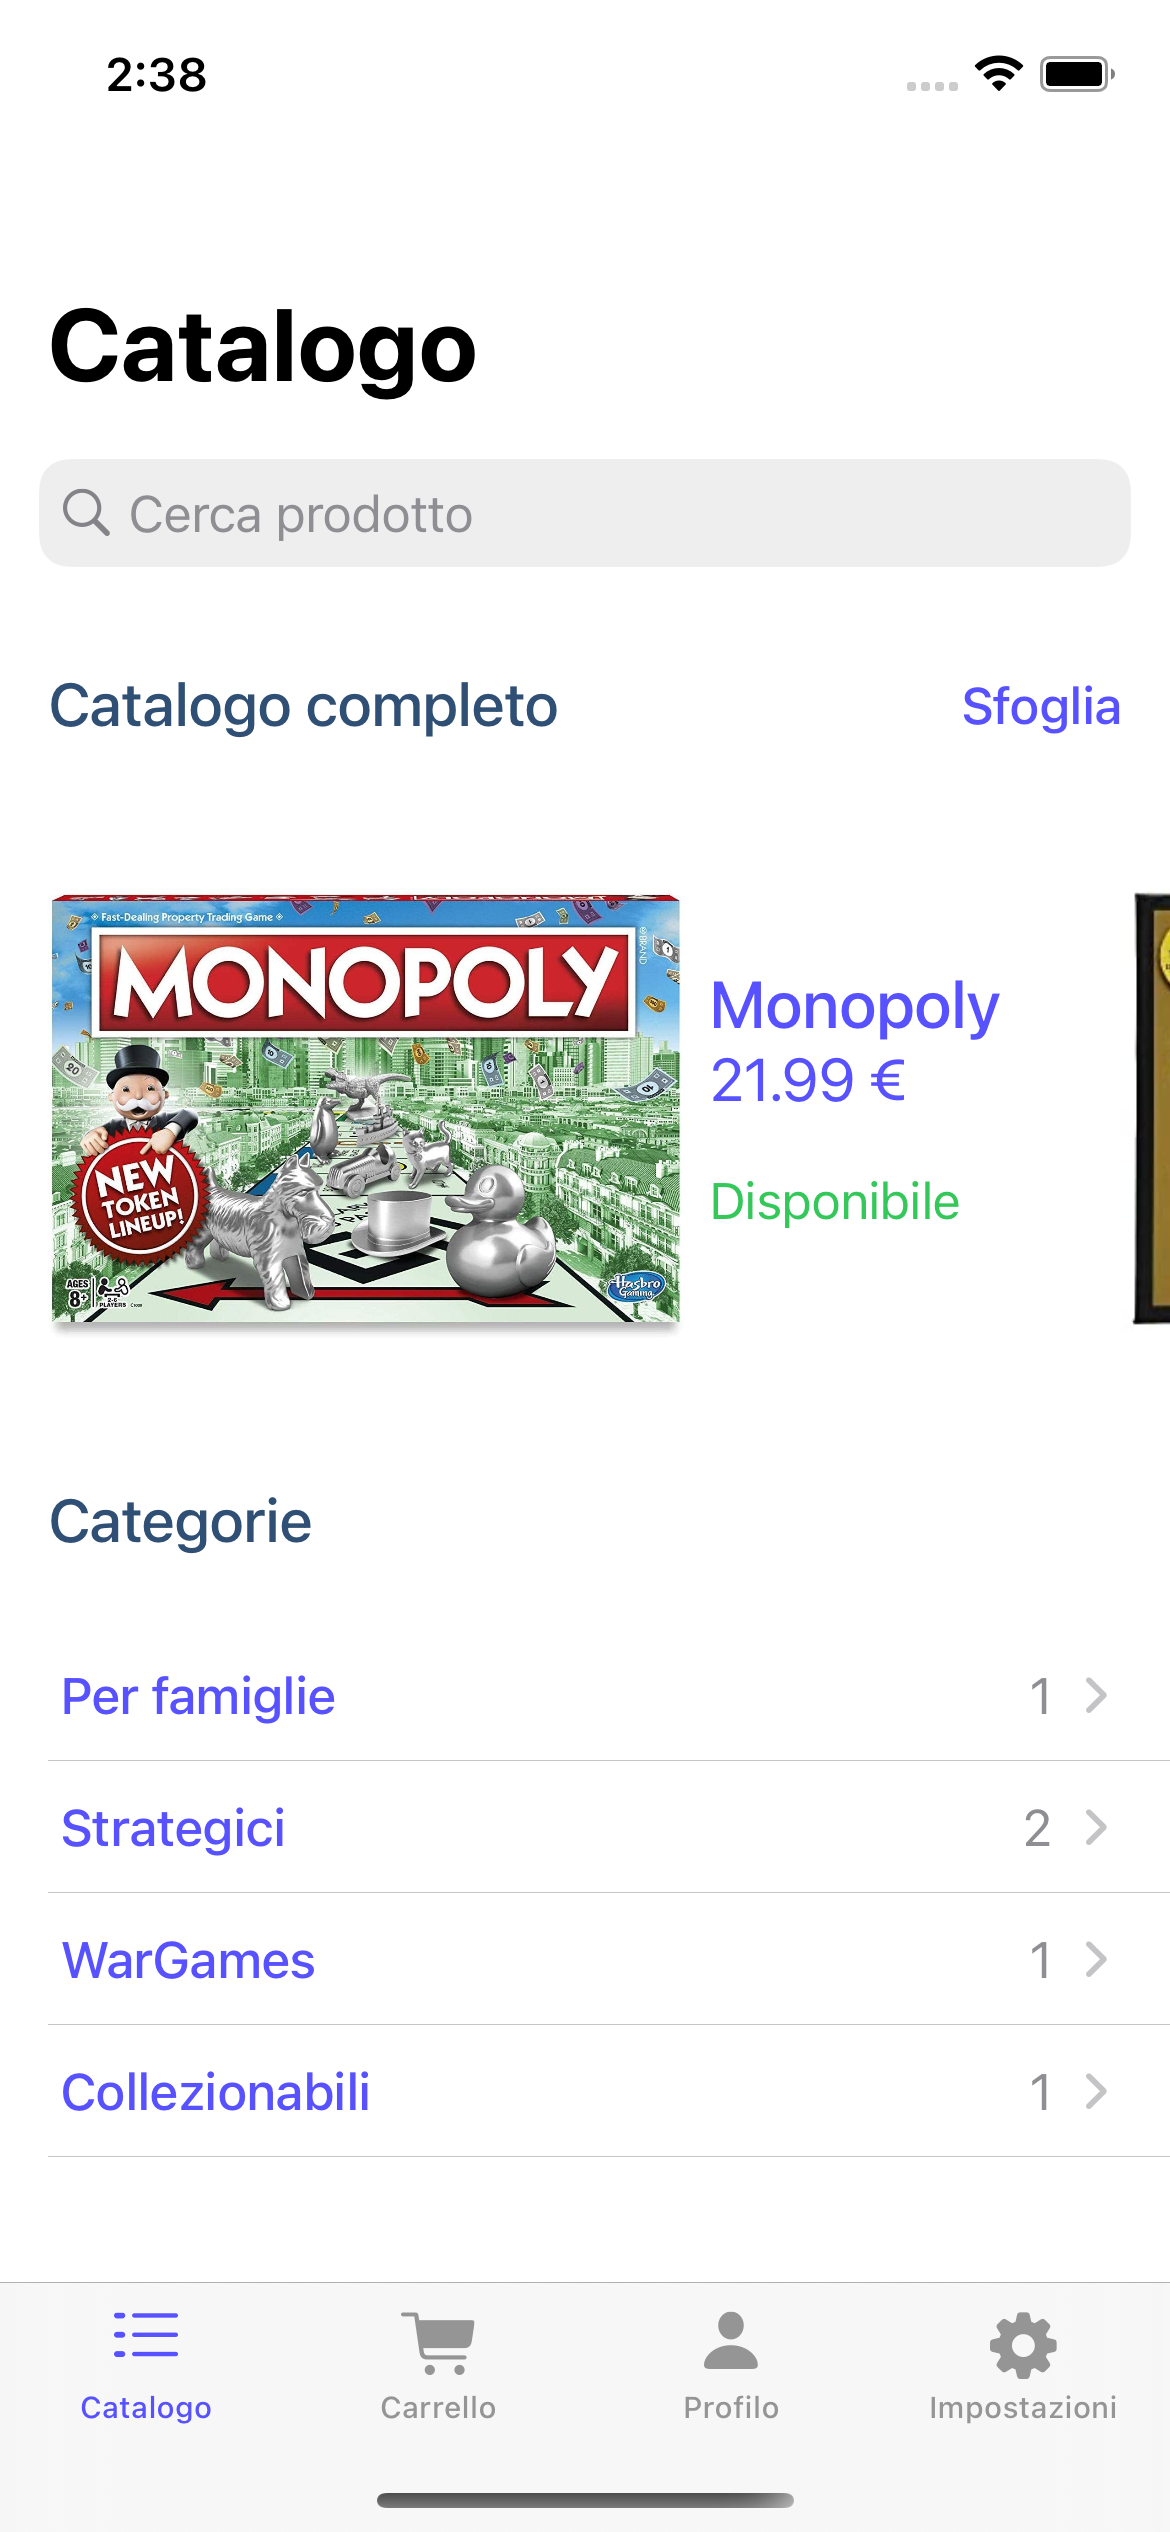 2:38
Catalogo
Cerca prodotto
Catalogo completo
Sfoglia
Fast-Dealing Property Trading Game
©BRAND
MONOPOLY
NEW
TOKEN
LINEUP!
AGES
8+
2-6
PLAYERS
Hasbro
Gaming
Monopoly
21.99 €
Disponibile
Categorie
Per famiglie 1
Strategici 2
WarGames 1
Collezionabili 1
Catalogo
Carrello
Profilo
Impostazioni